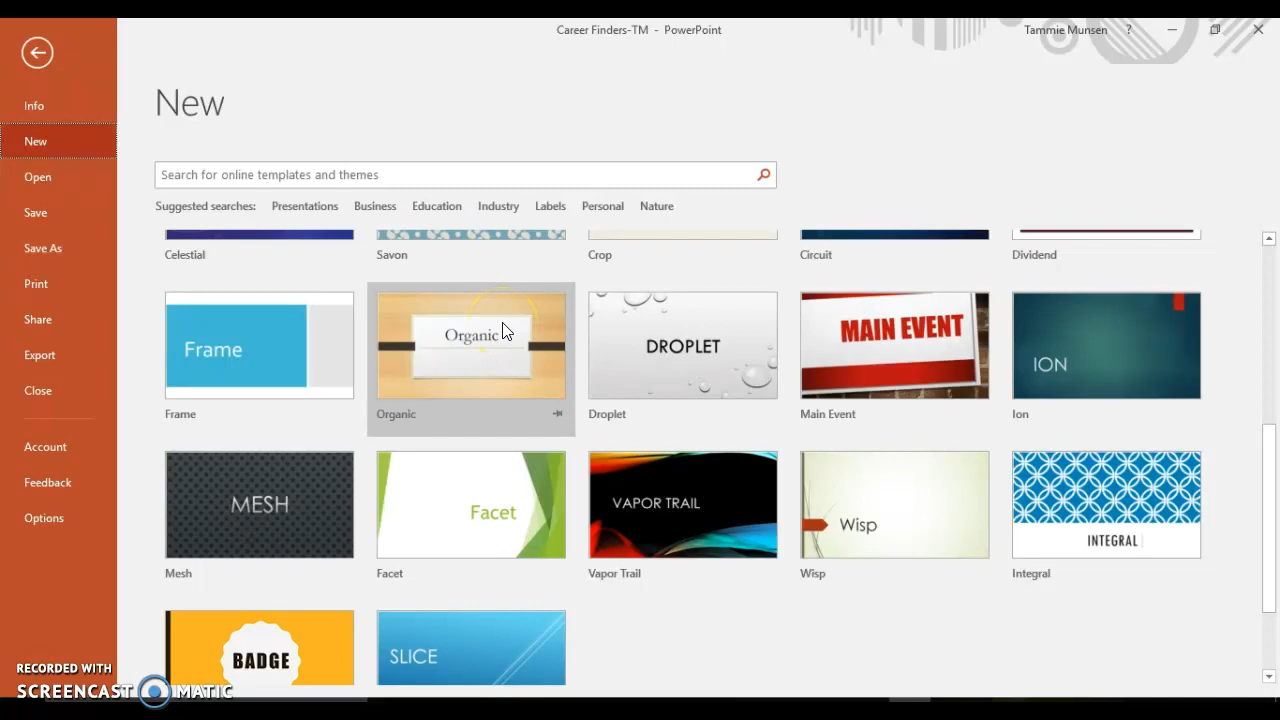 Career Finders-TM - PowerPoint
Tammie Munsen ?
Info
New
Open
Save
Save As
Print
Share
Export
Close
Account
Feedback
Options
New
Search for online templates and themes
Suggested searches: Presentations Business Education Industry Labels Personal Nature
Celestial Savon Crop Circuit Dividend
Frame Organic DROPLET MAIN EVENT ION
Frame Organic Droplet Main Event Ion
MESH Facet VAPOR TRAIL Wisp INTEGRAL
Mesh Facet Vapor Trail Wisp Integral
BADGE SLICE
RECORDED WITH
SCREENCAST MATIC